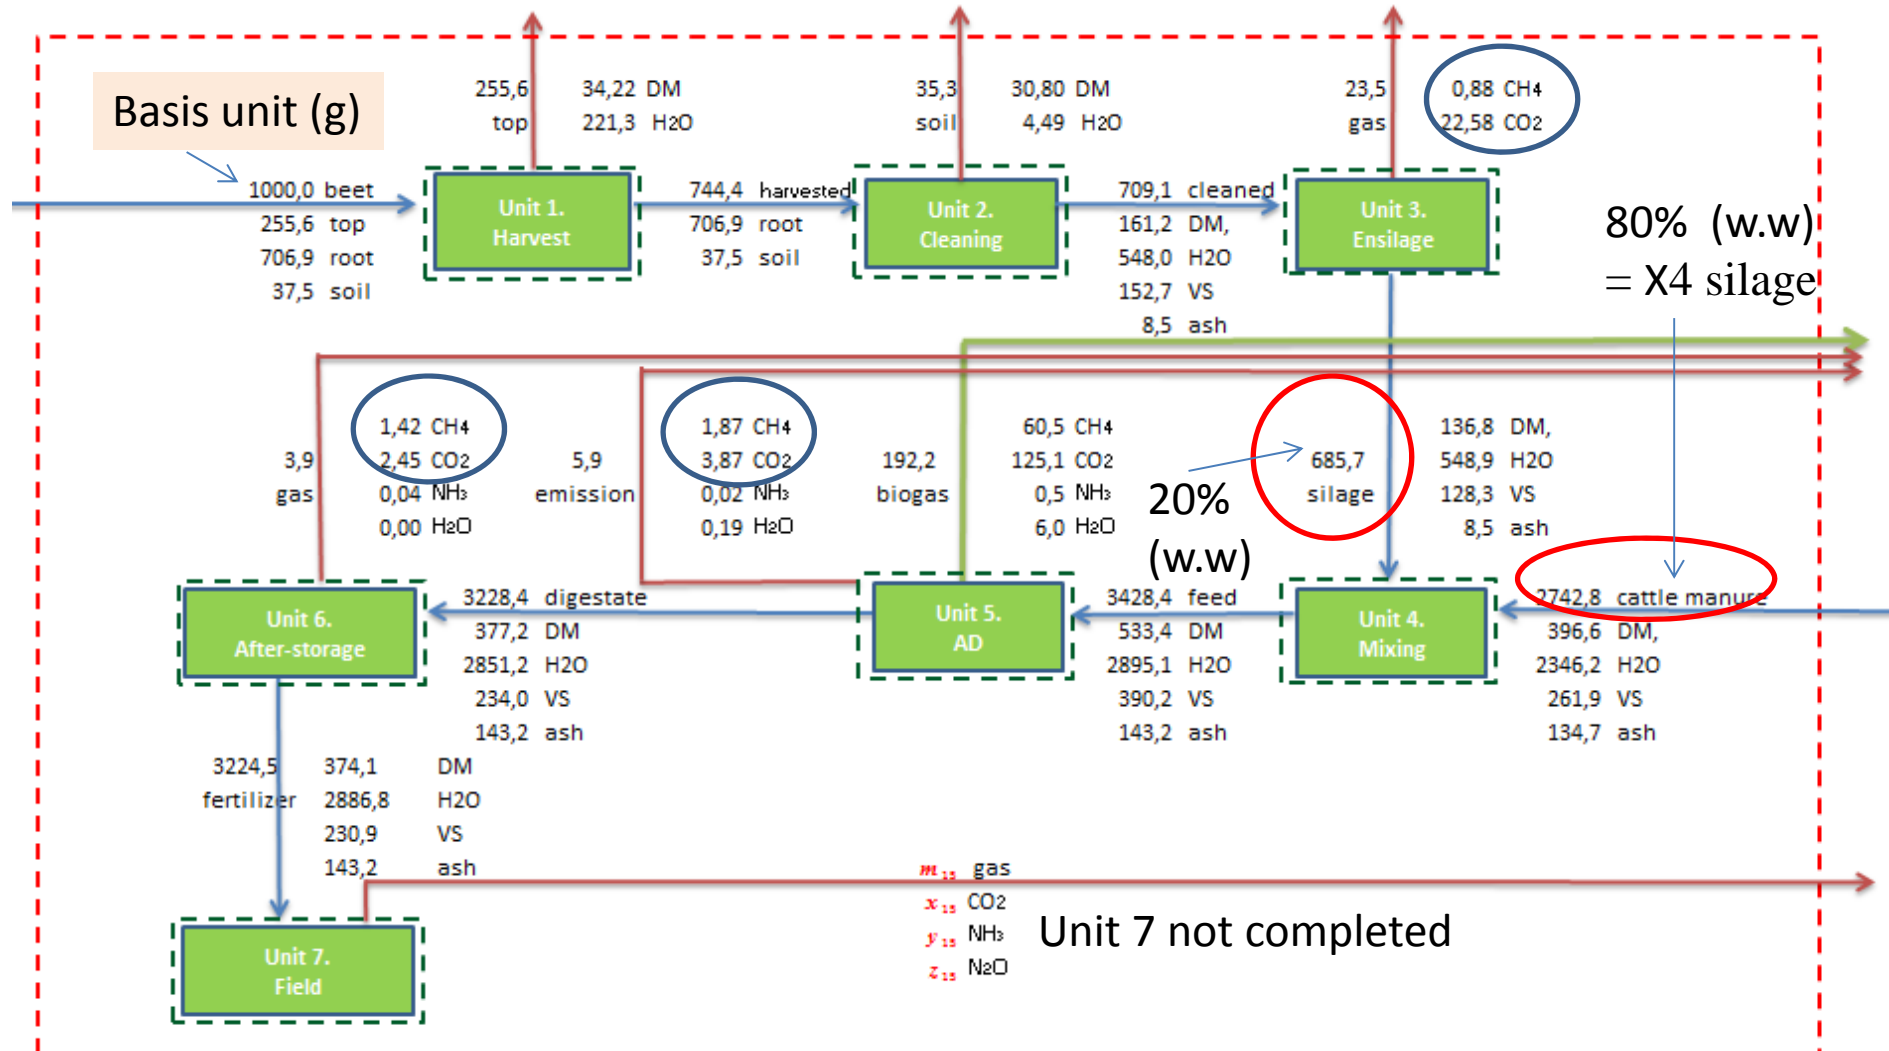 Basis unit (g)
255,6 34,22 DM
top 221,3 H2O
35,3 30,80 DM
soil 4,49 H2O
23,5 0,88 CH4
gas 22,58 CO2
1000,0 beet
255,6 top
706,9 root
37,5 soil
Unit 1.
Harvest
744,4 harvested
706,9 root
37,5 soil
Unit 2.
Cleaning
709,1 cleaned
161,2 DM,
548,0 H2O
152,7 VS
8,5 ash
Unit 3.
Ensilage
80% (w.w)
= X4 silage
3,9
gas
1,42 CH4
2,45 CO2
0,04 NH3
0,00 H2O
5,9
emission
1,87 CH4
3,87 CO2
0,02 NH3
0,19 H2O
192,2
biogas
60,5 CH4
125,1 CO2
0,5 NH3
6,0 H2O
20%
(w.w)
685,7
silage
136,8 DM,
548,9 H2O
128,3 VS
8,5 ash
Unit 6.
After-storage
3228,4 digestate
377,2 DM
2851,2 H2O
234,0 VS
143,2 ash
Unit 5.
AD
3428,4 feed
533,4 DM
2895,1 H2O
390,2 VS
143,2 ash
Unit 4.
Mixing
2742,8 cattle manure
396,6 DM,
2346,2 H2O
261,9 VS
134,7 ash
3224,5 374,1 DM
fertilizer 2886,8 H2O
230,9 VS
143,2 ash
m15 gas
x15 CO2
y15 NH3
z15 N2O
Unit 7 not completed
Unit 7.
Field